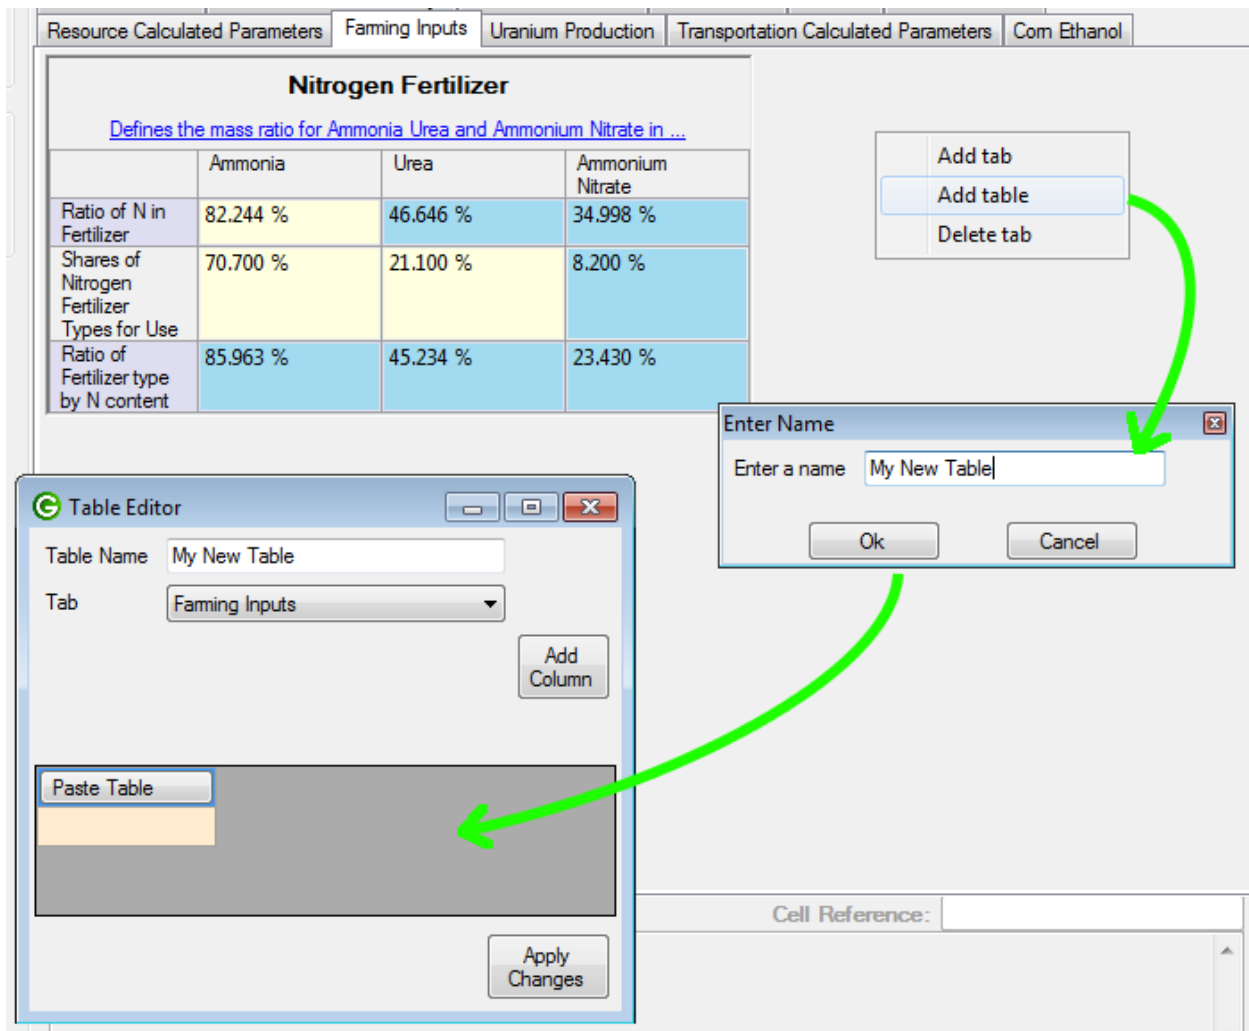 Resource Calculated Parameters Farming Inputs Uranium Production Transportation Calculated Parameters Corn Ethanol
Nitrogen Fertilizer
Defines the mass ratio for Ammonia Urea and Ammonium Nitrate in ...
Ammonia Urea Ammonium
Nitrate
Ratio of N in
Fertilizer
82.244 % 46.646 % 34.998 %
Shares of
Nitrogen
Fertilizer
Types for Use
70.700 % 21.100 % 8.200 %
Ratio of
Fertilizer type
by N content
85.963 % 45.234 % 23.430 %
Add tab
Add table
Delete tab
Enter Name
Enter a name My New Table
Ok Cancel
Table Editor
Table Name My New Table
Tab Farming Inputs
Add
Column
Paste Table
Apply
Changes
Cell Reference: